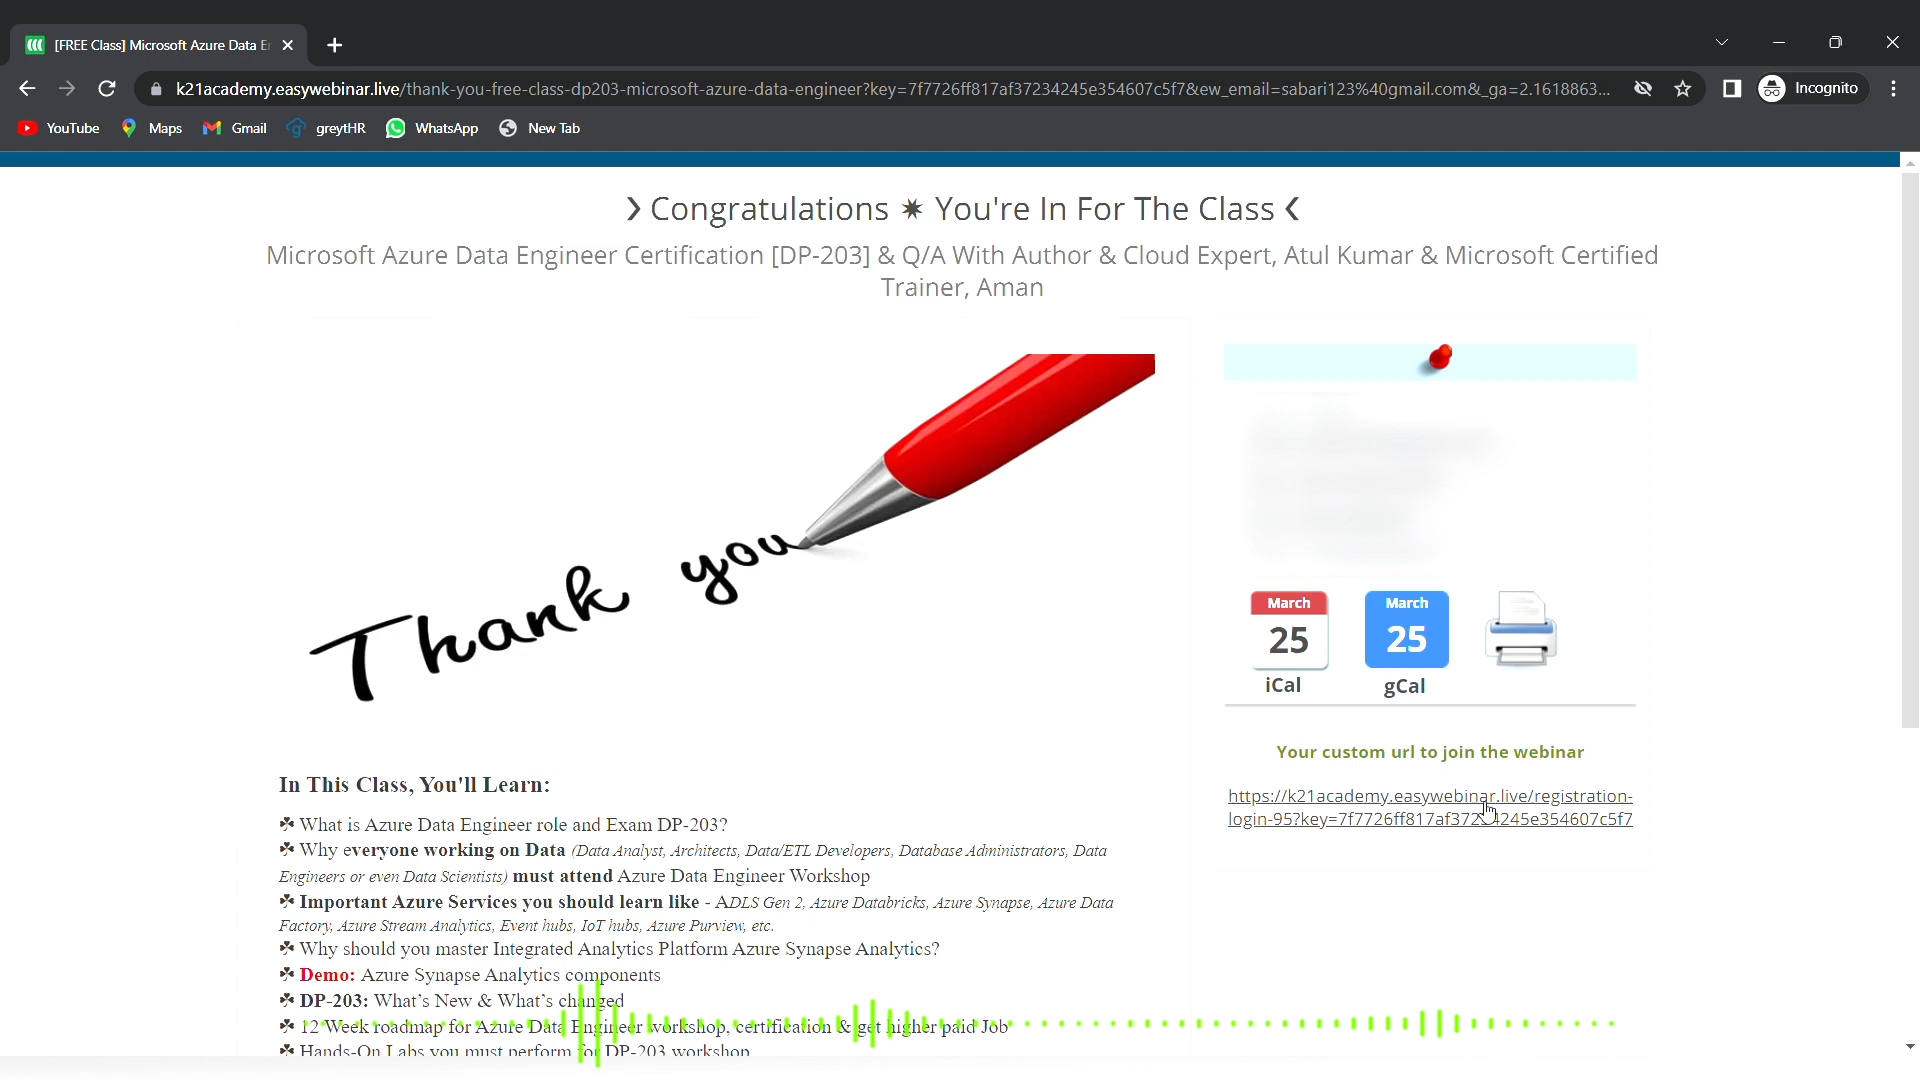 [FREE Class] Microsoft Azure Data Er
k21academy.easywebinar.live/thank-you-free-class-dp203-microsoft-azure-data-engineer?key=7f7726ff817af37234245e354607c5f7&ew_email=sabari123%40gmail.com&_ga=2.1618863...
Incognito
YouTube
Maps
Gmail
greytHR
WhatsApp
New Tab
Congratulations ✷ You're In For The Class
Microsoft Azure Data Engineer Certification [DP-203] & Q/A With Author & Cloud Expert, Atul Kumar & Microsoft Certified
Trainer, Aman
Thank you
March
25
iCal
March
25
gCal
Your custom url to join the webinar
https://k21academy.easywebinar.live/registration-
login-95?key=7f7726ff817af37234245e354607c5f7
In This Class, You'll Learn:
What is Azure Data Engineer role and Exam DP-203?
Why everyone working on Data (Data Analyst, Architects, Data/ETL Developers, Database Administrators, Data
Engineers or even Data Scientists) must attend Azure Data Engineer Workshop
Important Azure Services you should learn like - ADLS Gen 2, Azure Databricks, Azure Synapse, Azure Data
Factory, Azure Stream Analytics, Event hubs, IoT hubs, Azure Purview, etc.
Why should you master Integrated Analytics Platform Azure Synapse Analytics?
Demo: Azure Synapse Analytics components
DP-203: What's New & What's changed
12 Week roadmap for Azure Data Engineer workshop, certification & get higher paid Job
Hands-On Labs you must perform for DP-203 workshop